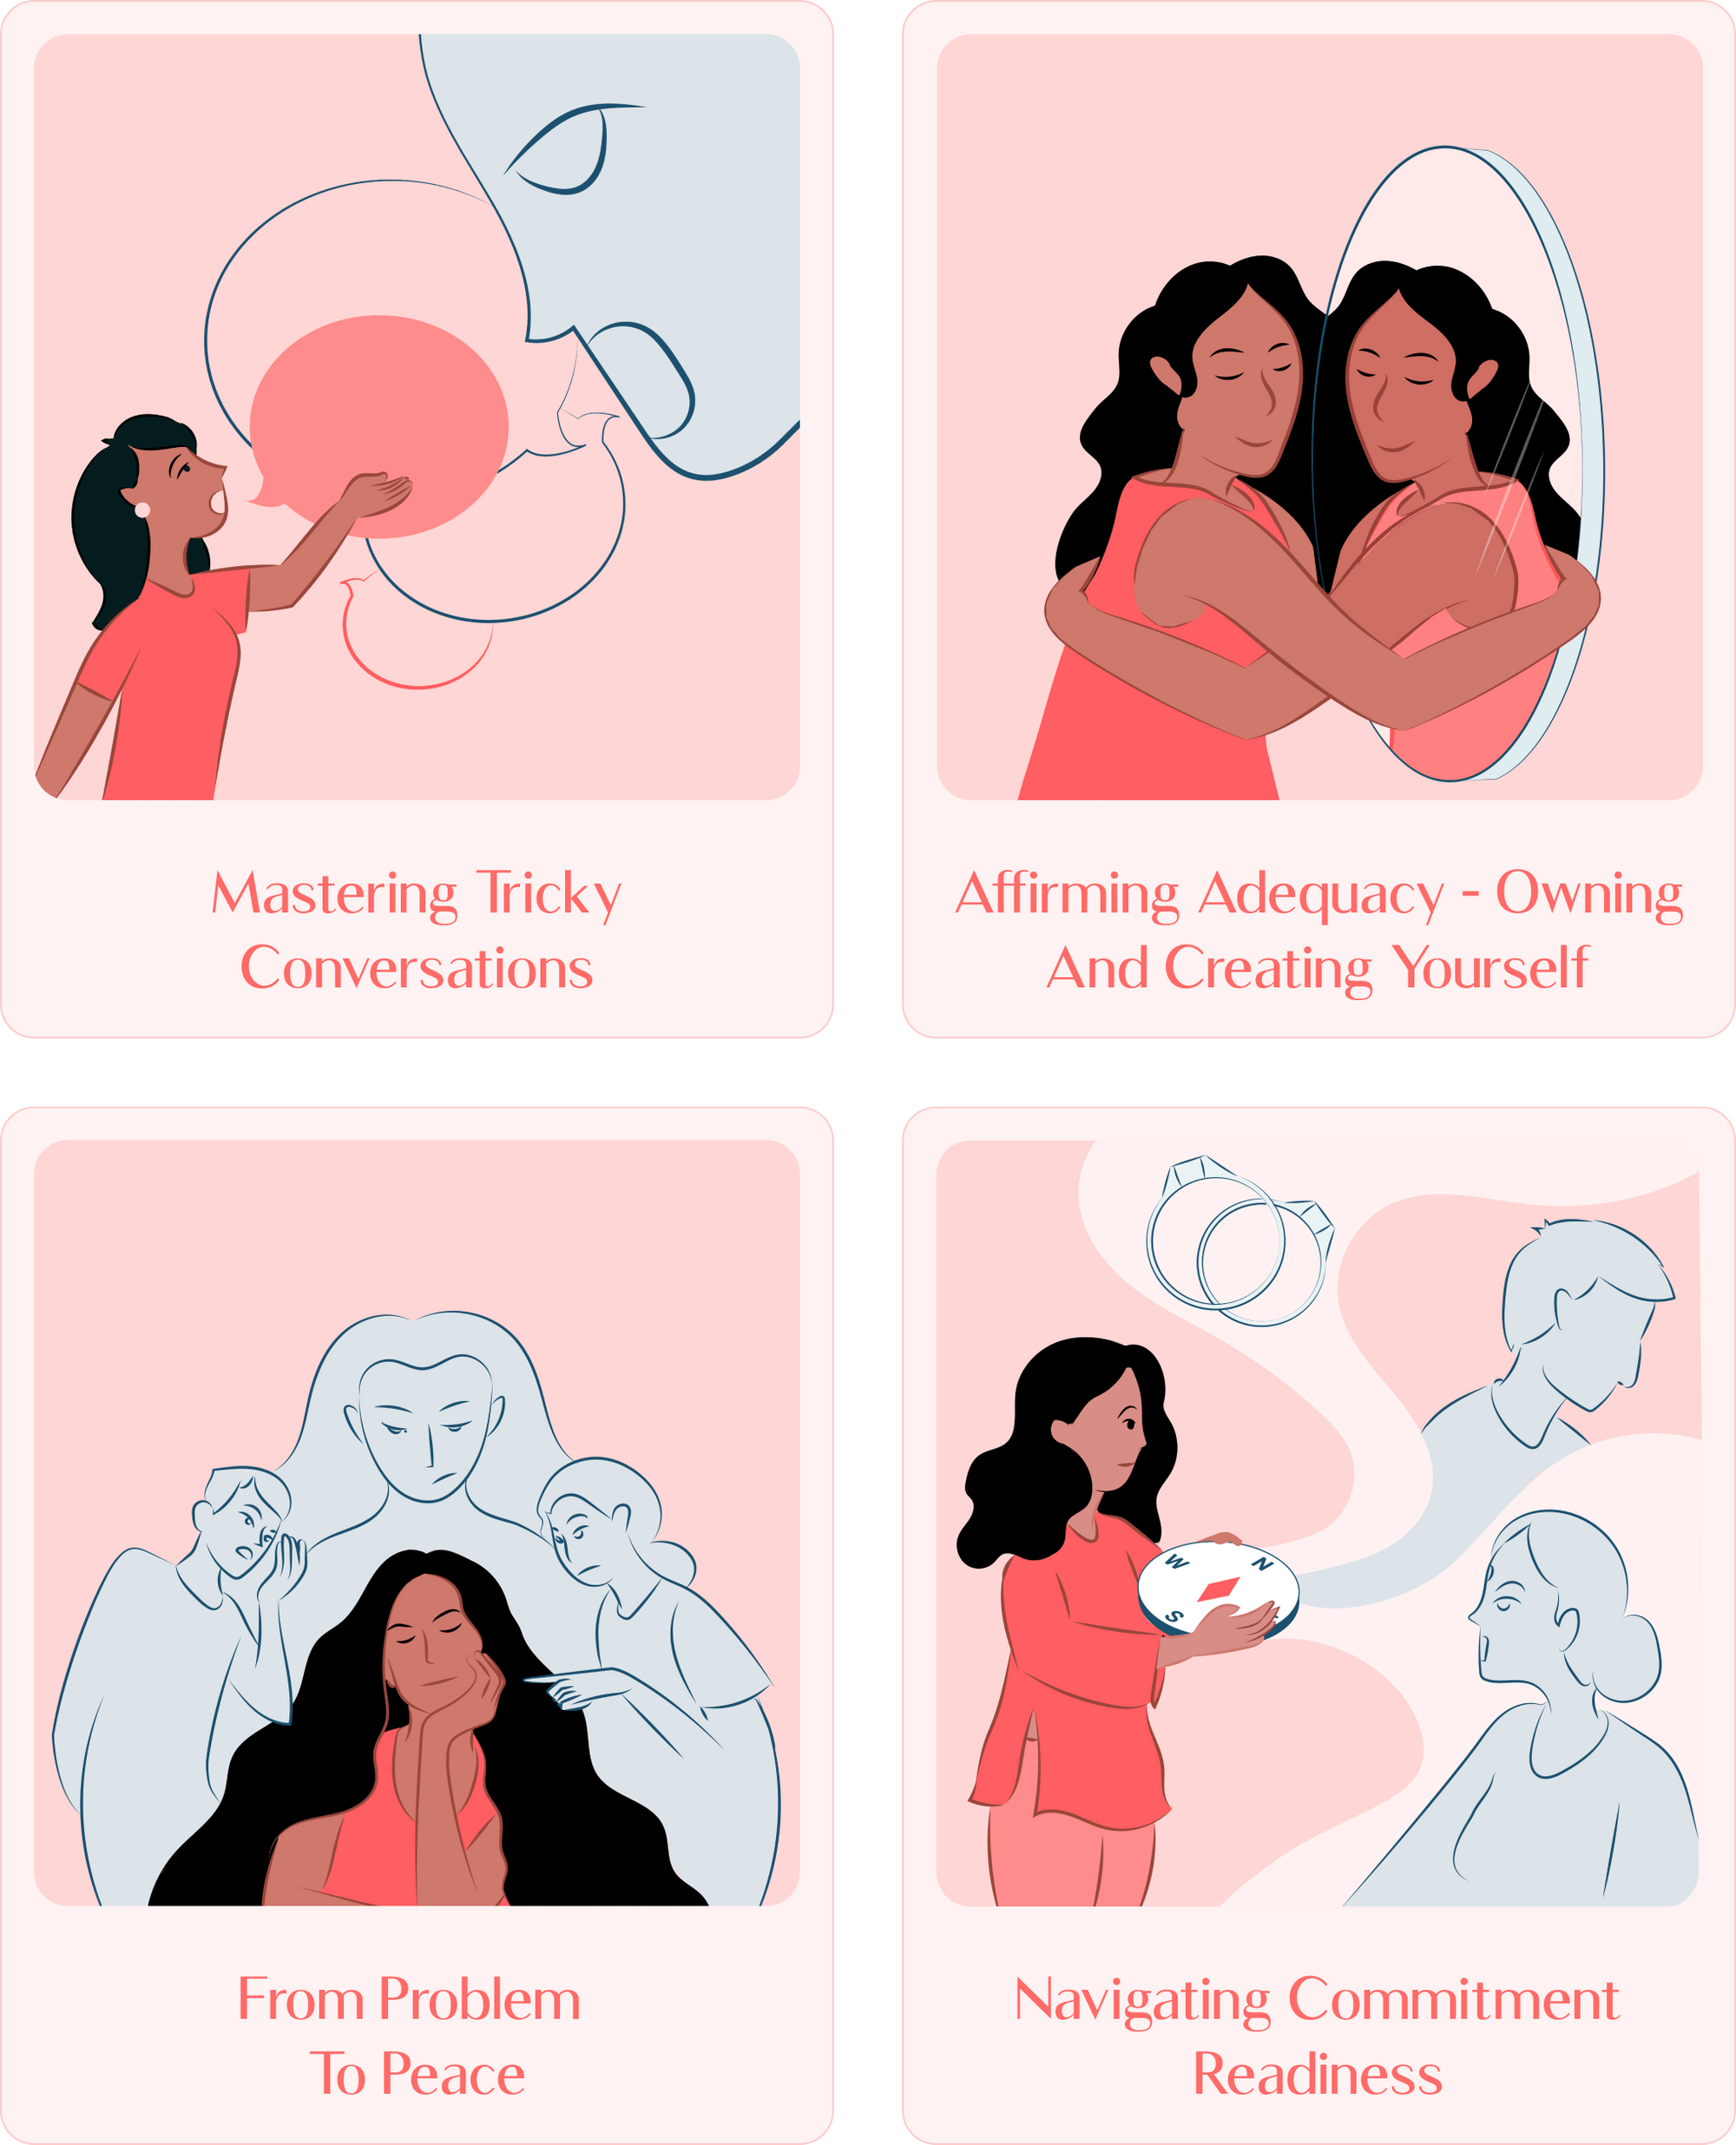 Mastering Tricky
Conversations
Affirming Adequacy - Owning
And Creating Yourself
W
N
S
From Problem
To Peace
Navigating Commitment
Readiness